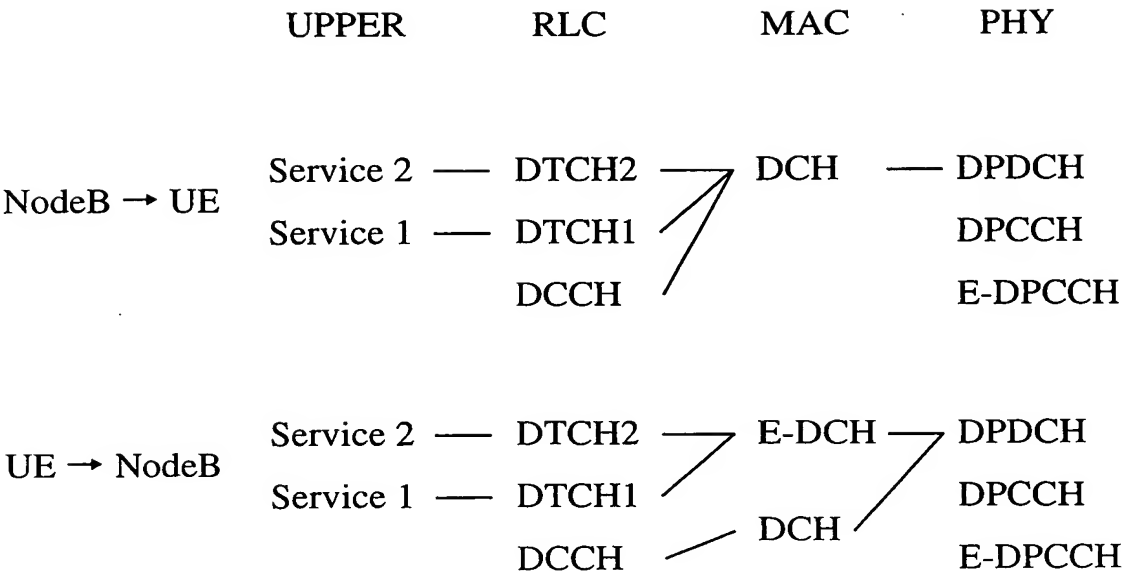 UPPER RLC MAC PHY
Service 2 DTCH2 DCH DPDCH
NodeB → UE
Service 1 DTCH1 DPCCH
DCCH E-DPCCH
Service 2 DTCH2 E-DCH DPDCH
UE → NodeB
Service 1 DTCH1 DPCCH
DCH
DCCH E-DPCCH